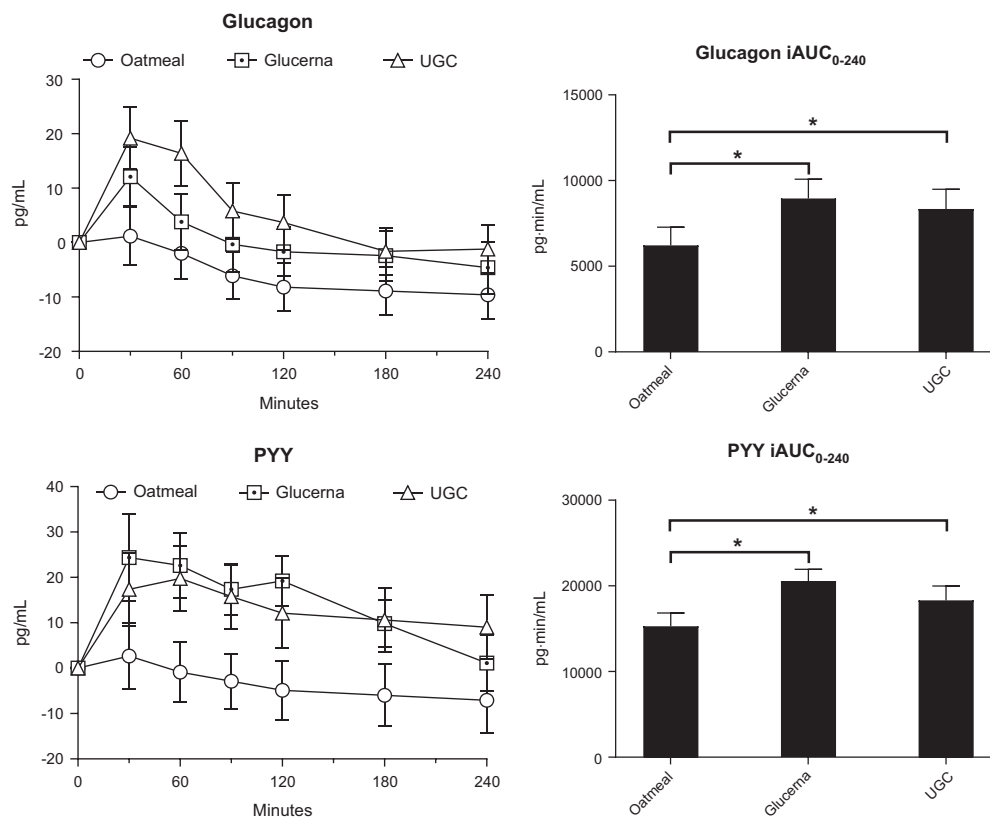 Glucagon
Oatmeal Glucerna UGC
30
20
10
0
-10
-20
pg/mL
0 60 120 180 240
Minutes
Glucagon iAUC0-240
15000
10000
5000
0
pg·min/mL
* *
Oatmeal Glucerna UGC
PYY
Oatmeal Glucerna UGC
40
30
20
10
0
-10
-20
pg/mL
0 60 120 180 240
Minutes
PYY iAUC0-240
30000
20000
10000
0
pg·min/mL
* *
Oatmeal Glucerna UGC